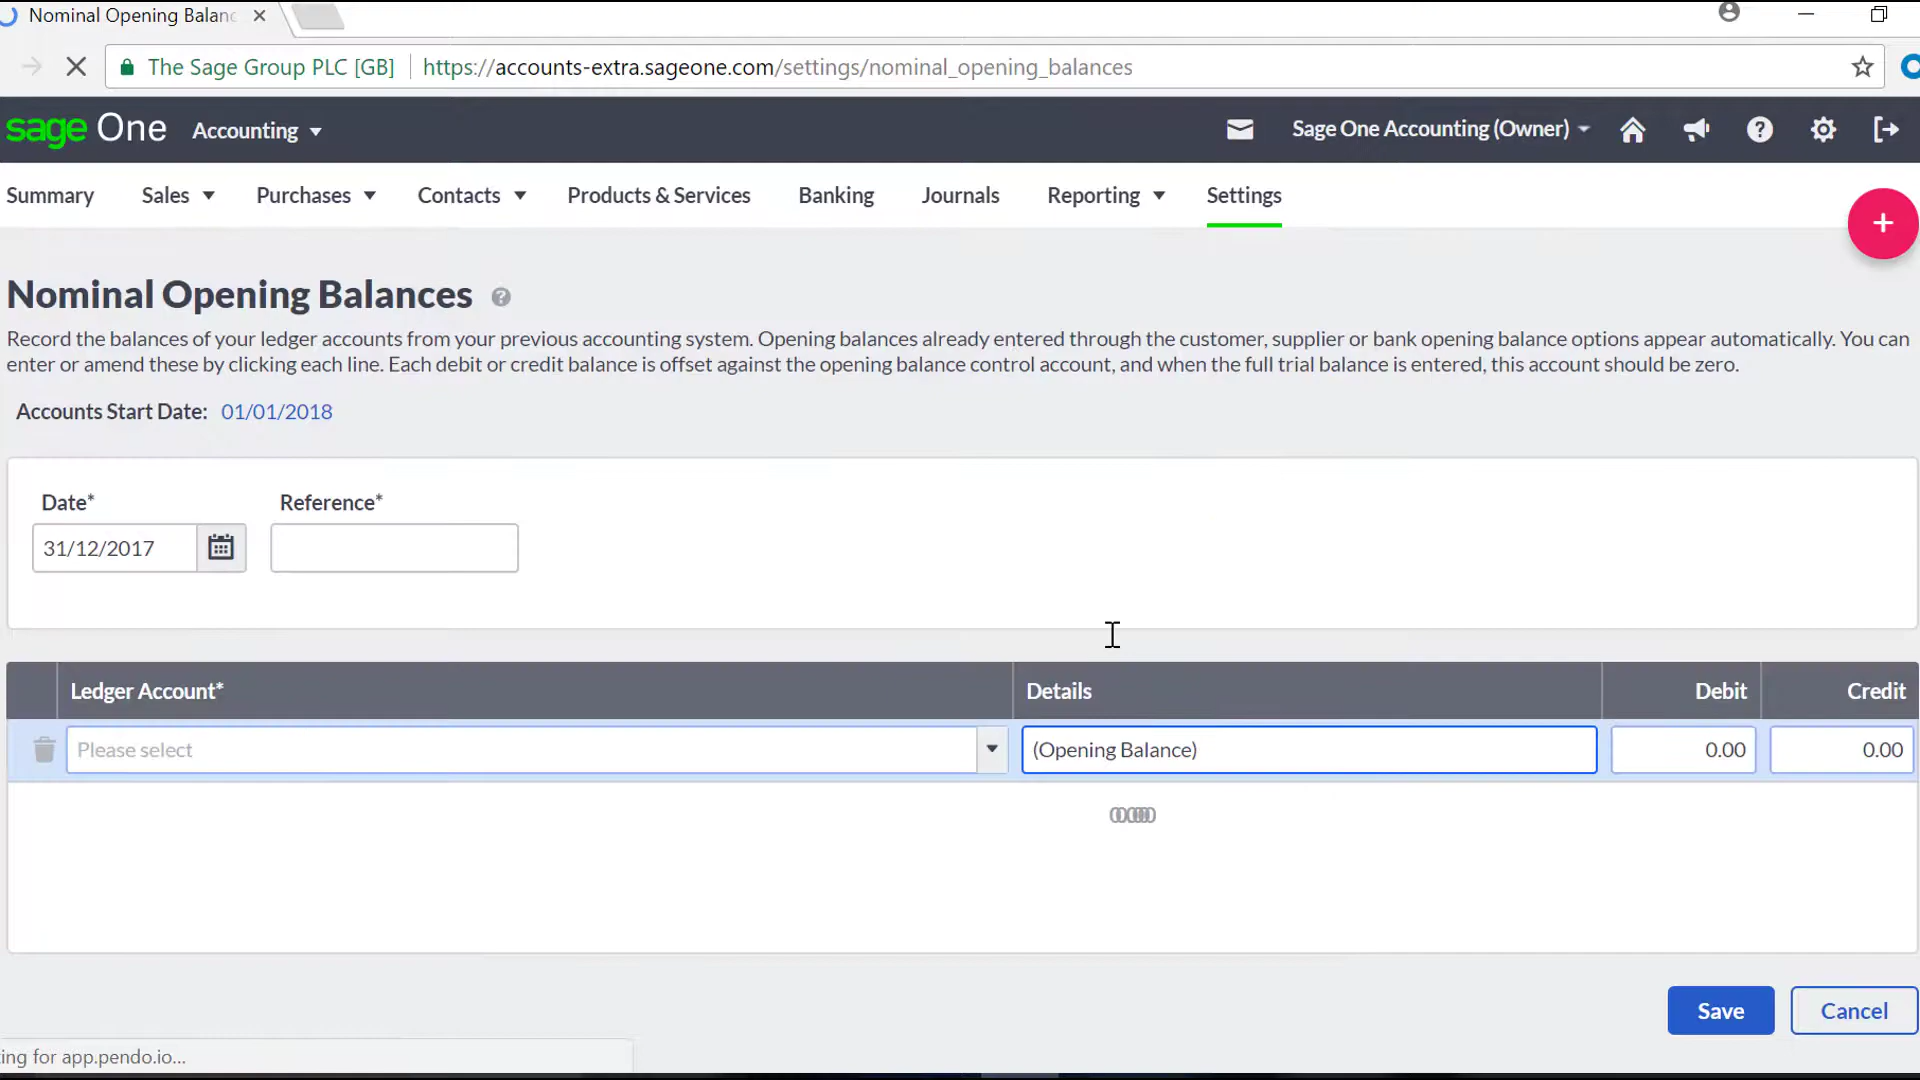 Nominal Opening Balanc
The Sage Group PLC [GB] https://accounts-extra.sageone.com/settings/nominal_opening_balances
sage One Accounting Sage One Accounting (Owner)
Summary Sales Purchases Contacts Products & Services Banking Journals Reporting Settings
+
Nominal Opening Balances ?
Record the balances of your ledger accounts from your previous accounting system. Opening balances already entered through the customer, supplier or bank opening balance options appear automatically. You can
enter or amend these by clicking each line. Each debit or credit balance is offset against the opening balance control account, and when the full trial balance is entered, this account should be zero.
Accounts Start Date: 01/01/2018
Date* Reference*
31/12/2017
Ledger Account* Details Debit Credit
Please select (Opening Balance) 0.00 0.00
Save Cancel
ing for app.pendo.io...